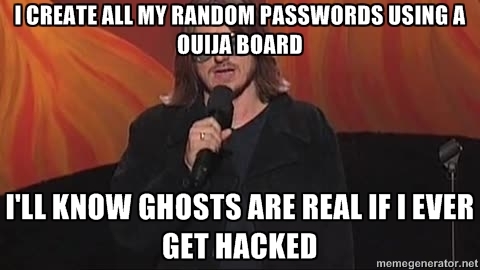 I CREATE ALL MY RANDOM PASSWORDS USING A
OUIJA BOARD
I'LL KNOW GHOSTS ARE REAL IF I EVER
GET HACKED
memegenerator.net